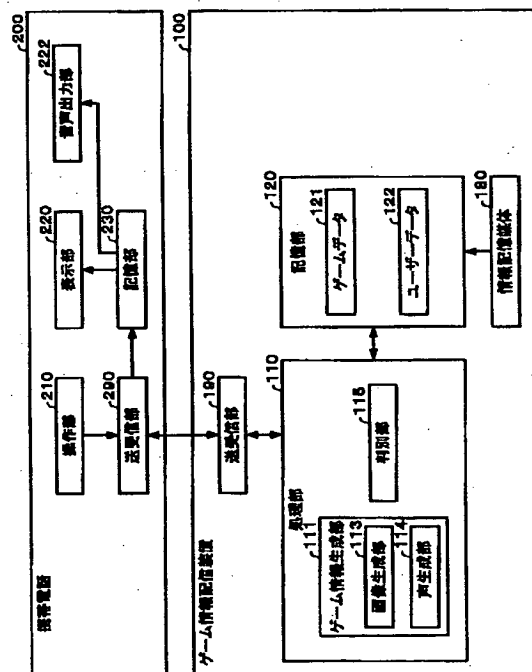 携帯電話
200
操作部
210
表示部
220
音声出力部
222
送受信部
290
記憶部
230
ゲーム情報配信装置
100
送受信部
190
処理部
110
ゲーム情報生成部
111
画像生成部
113
声生成部
114
判別部
115
記憶部
120
ゲームデータ
121
ユーザーデータ
122
情報記憶媒体
180